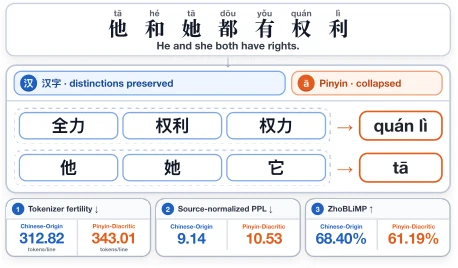 tā hé tā dōu yǒu quán lì
他 和 她 都 有 权 利
He and she both have rights.
汉 汉字 · distinctions preserved
ā Pinyin · collapsed
全力 权利 权力 → quán lì
他 她 它 → tā
1 Tokenizer fertility ↓
Chinese-Origin Pinyin-Diacritic
312.82 343.01
tokens/line tokens/line
2 Source-normalized PPL ↓
Chinese-Origin Pinyin-Diacritic
9.14 10.53
3 ZhoBLiMP ↑
Chinese-Origin Pinyin-Diacritic
68.40% 61.19%